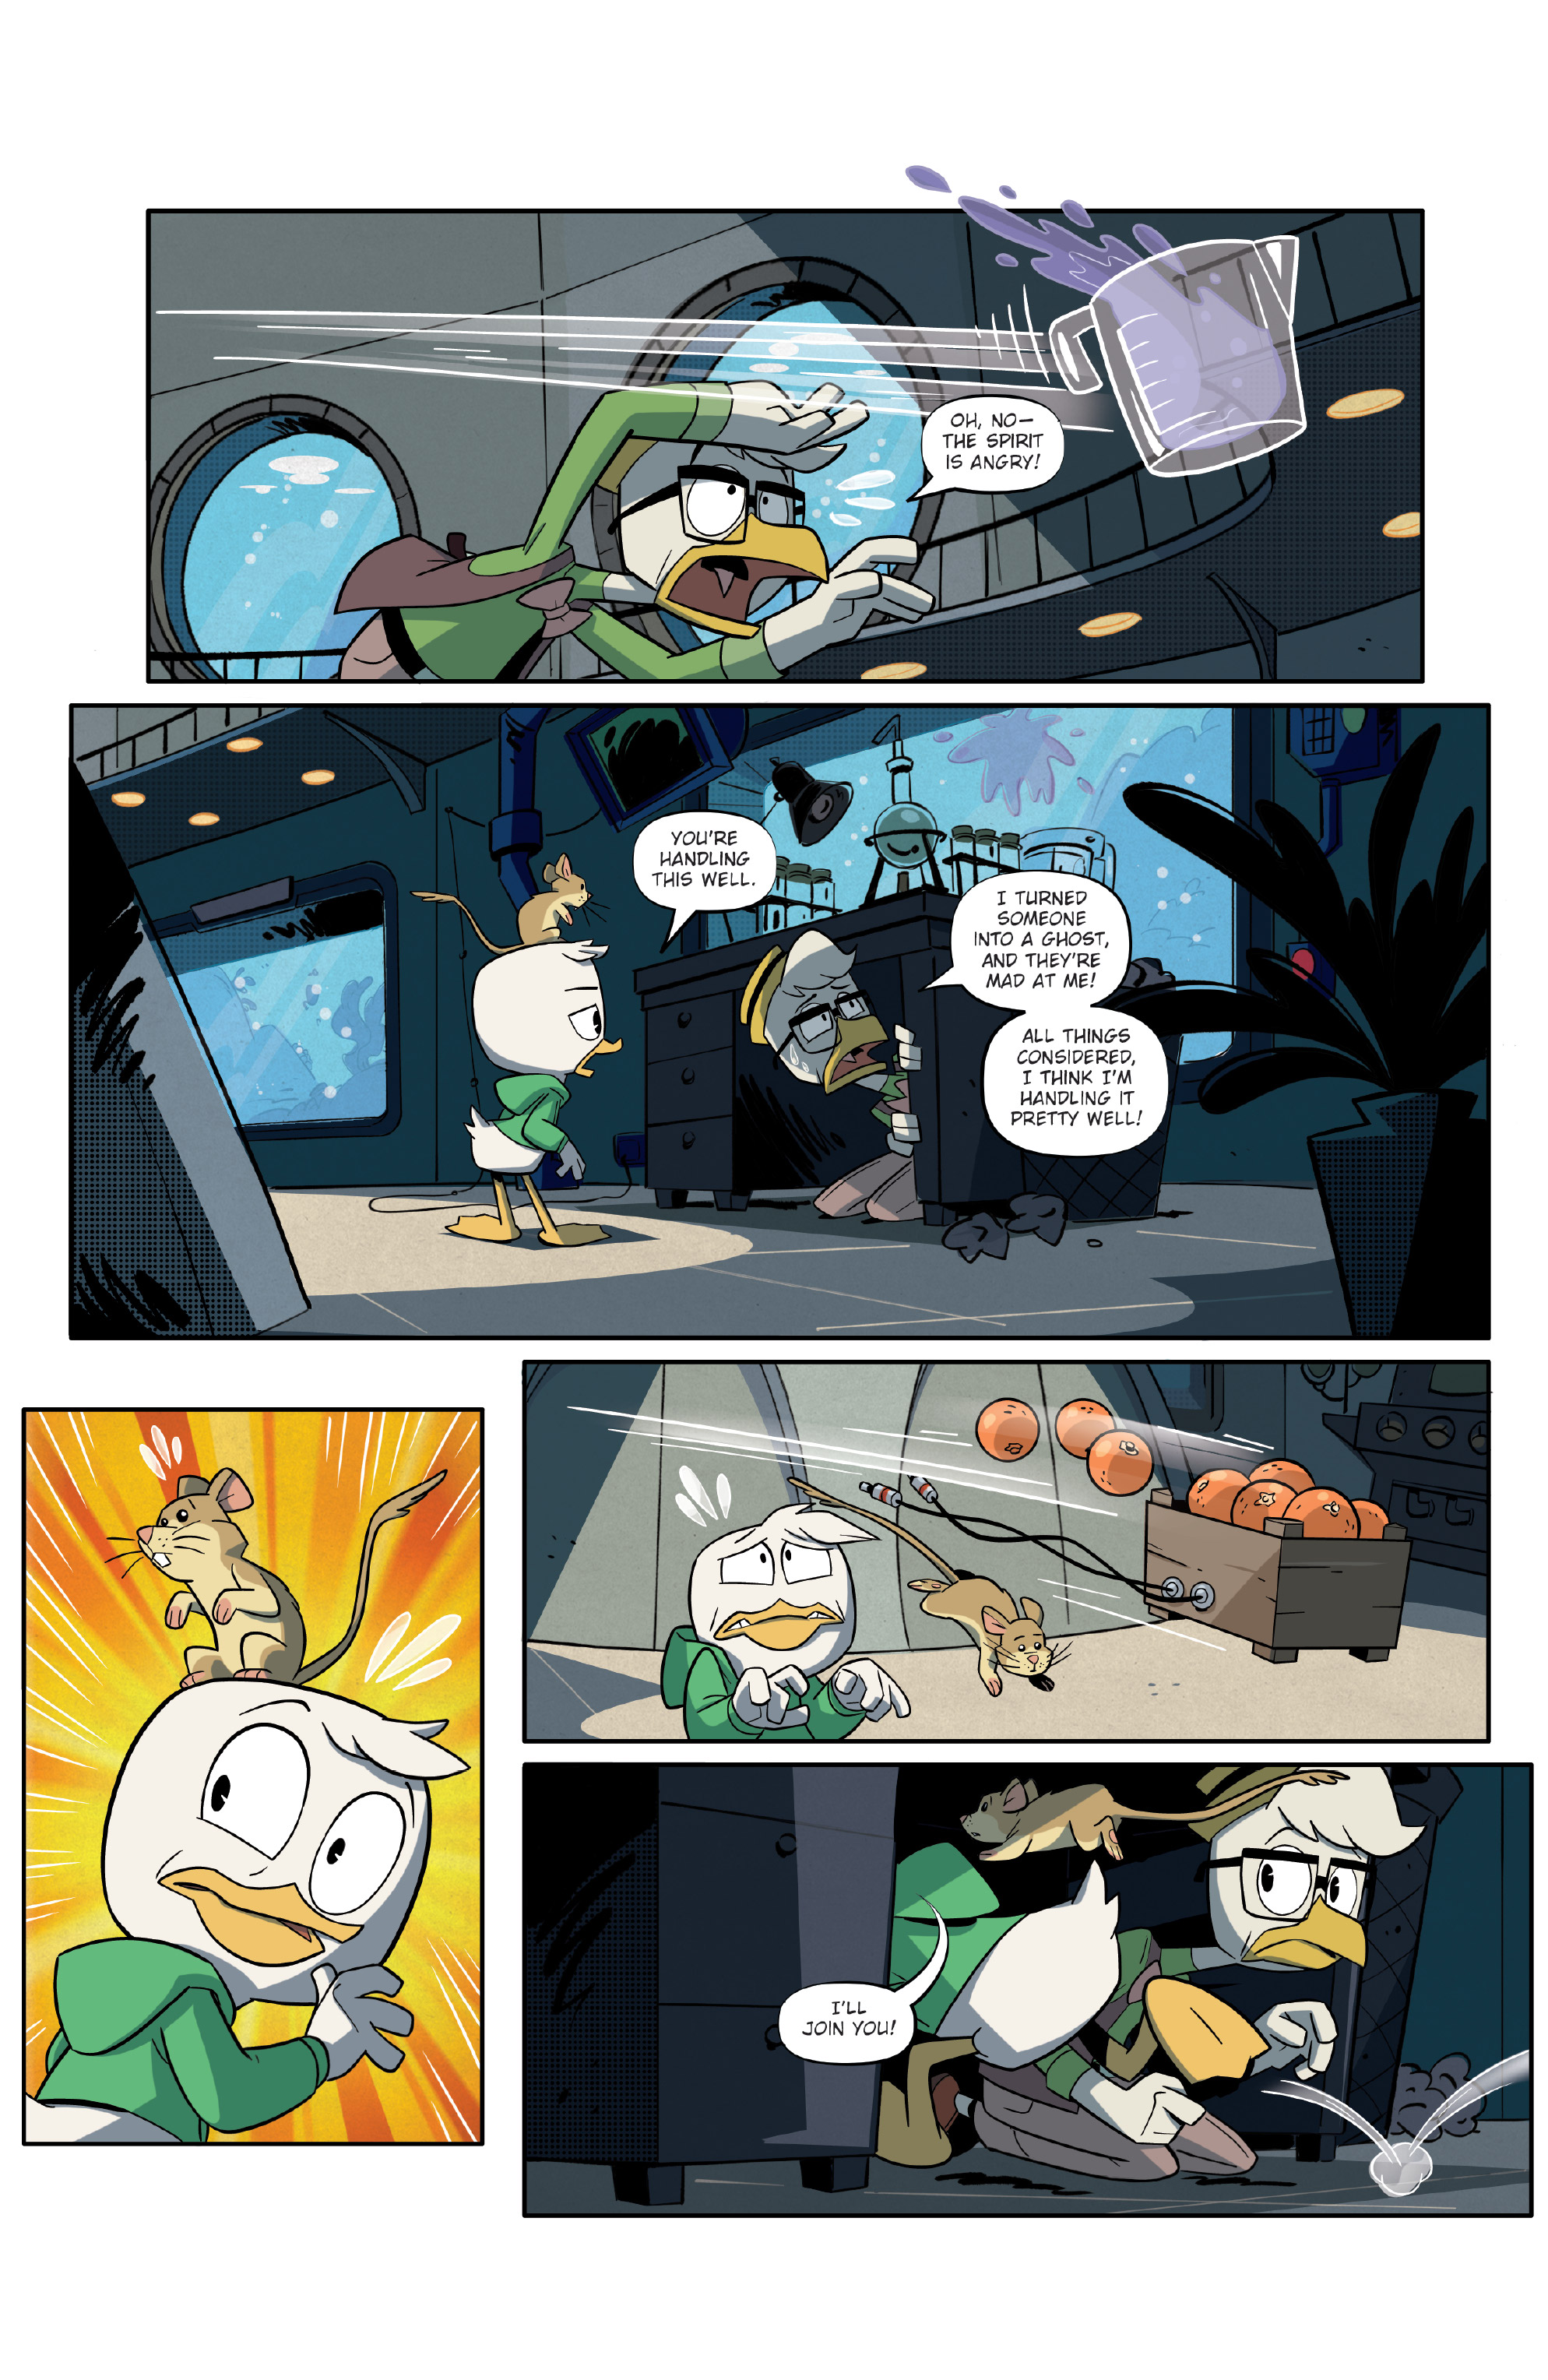 OH, NO—
THE SPIRIT
IS ANGRY!
YOU'RE
HANDLING
THIS WELL.
I TURNED
SOMEONE
INTO A GHOST,
AND THEY'RE
MAD AT ME!
ALL THINGS
CONSIDERED,
I THINK I'M
HANDLING IT
PRETTY WELL!
I'LL
JOIN YOU!